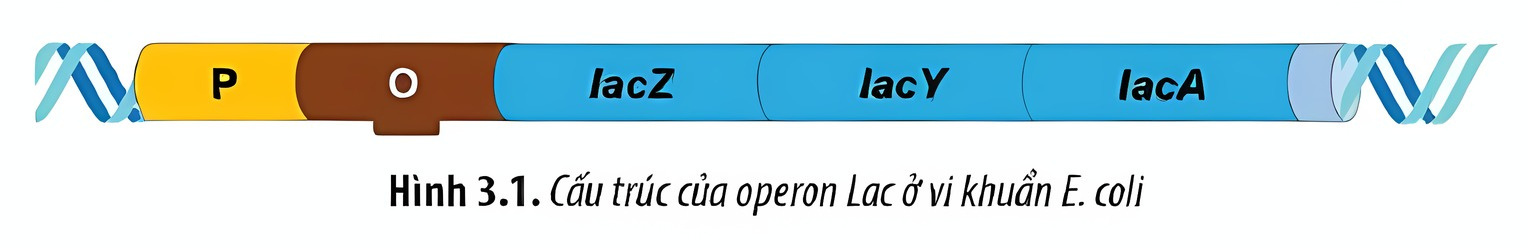 P O lacZ lacY lacA
Hình 3.1. Cấu trúc của operon Lac ở vi khuẩn E. coli